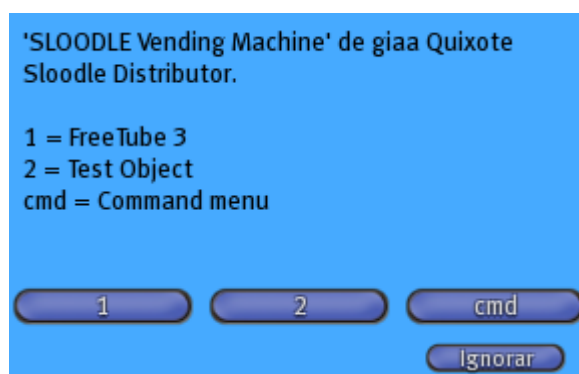 'SLOODLE Vending Machine' de giaa Quixote
Sloodle Distributor.
1 = FreeTube 3
2 = Test Object
cmd = Command menu
1 2 cmd
Ignorar